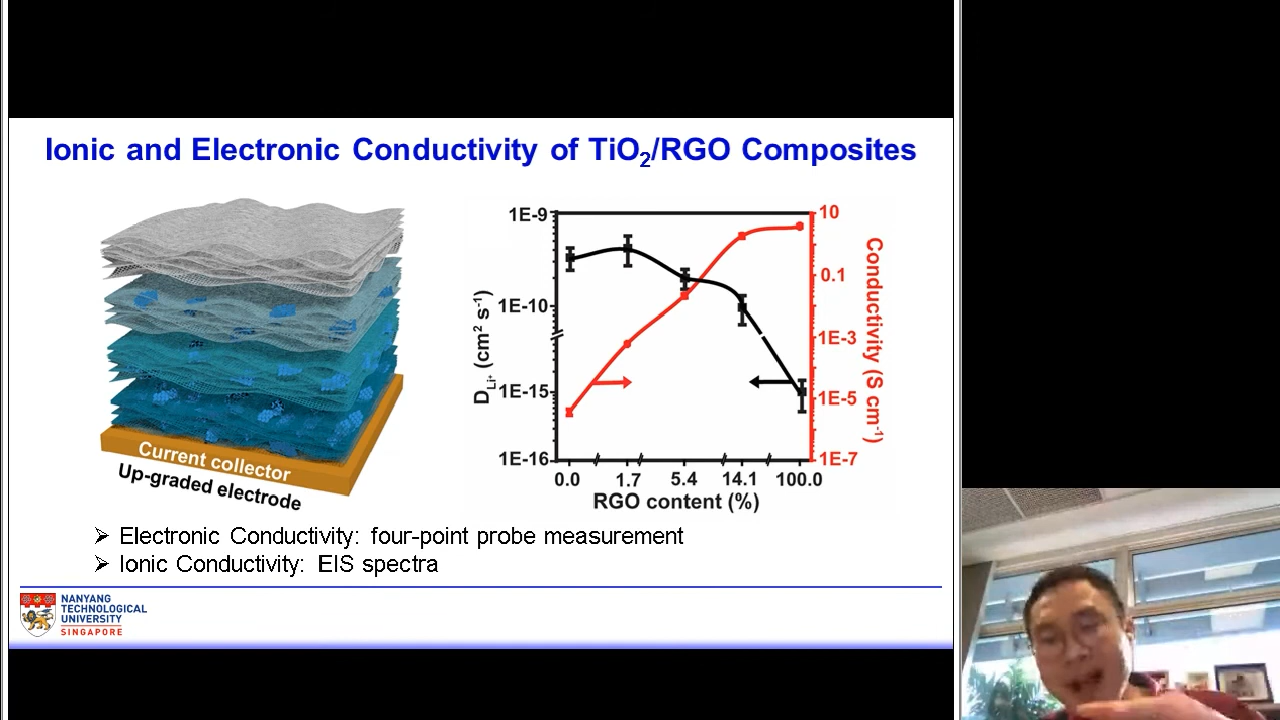 Ionic and Electronic Conductivity of TiO2/RGO Composites
Current collector
Up-graded electrode
1E-9
1E-10
1E-15
1E-16
DLi+ (cm2 s-1)
10
0.1
1E-3
1E-5
1E-7
Conductivity (S cm-1)
0.0 1.7 5.4 14.1 100.0
RGO content (%)
➢ Electronic Conductivity: four-point probe measurement
➢ Ionic Conductivity: EIS spectra
NANYANG
TECHNOLOGICAL
UNIVERSITY
SINGAPORE